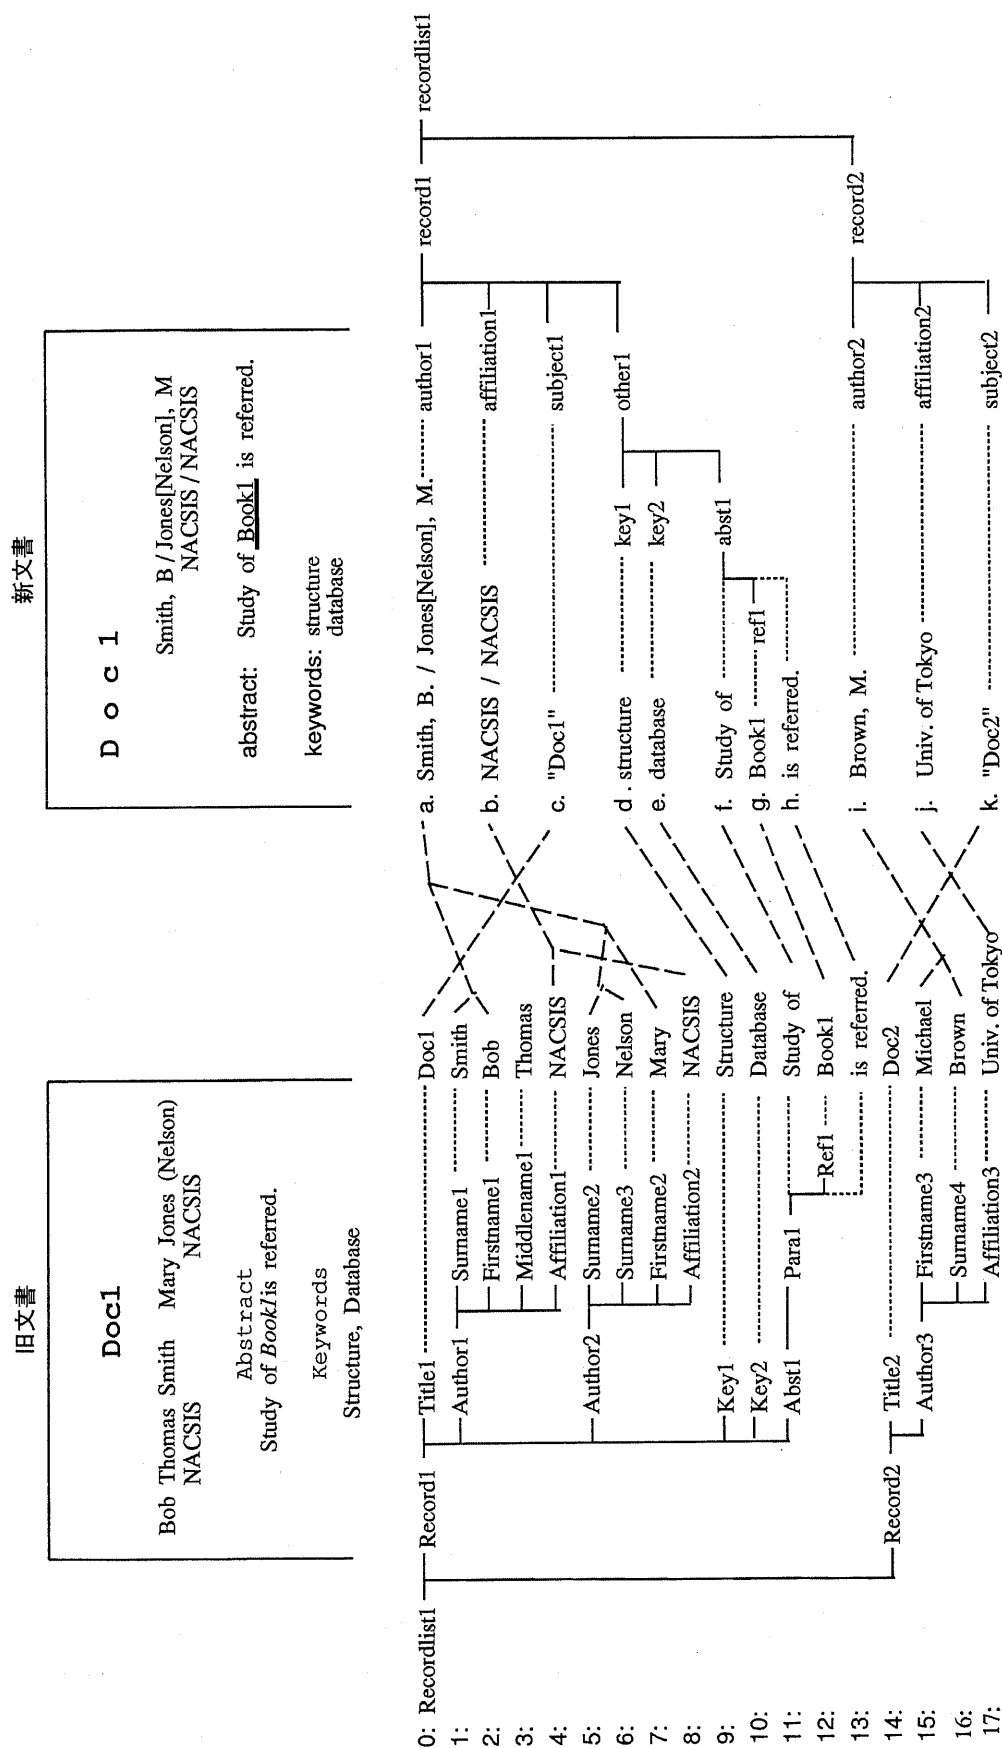 旧文書
Doc1
Bob Thomas Smith Mary Jones (Nelson)
NACSIS NACSIS
Abstract
Study of Book1 is referred.
Keywords
Structure, Database
新文書
Doc1
Smith, B / Jones[Nelson], M
NACSIS / NACSIS
abstract: Study of Book1 is referred.
keywords: structure
database
0: Recordlist1 Record1 Title1 Doc1 a. Smith, B. / Jones[Nelson], M. author1 record1 recordlist1
1: Author1 Surname1 Smith
2: Firstname1 Bob b. NACSIS / NACSIS affiliation1
3: Middlename1 Thomas
4: Affiliation1 NACSIS c. "Doc1" subject1
5: Author2 Surname2 Jones
6: Surname3 Nelson d. structure key1 other1
7: Firstname2 Mary e. database key2
8: Affiliation2 NACSIS
9: Key1 Structure f. Study of abst1
10: Key2 Database g. Book1 ref1
11: Abst1 Para1 Study of h. is referred.
12: Ref1 Book1
13: is referred. i. Brown, M. author2 record2
14: Record2 Title2 Doc2
15: Author3 Firstname3 Michael j. Univ. of Tokyo affiliation2
16: Surname4 Brown
17: Affiliation3 Univ. of Tokyo k. "Doc2" subject2